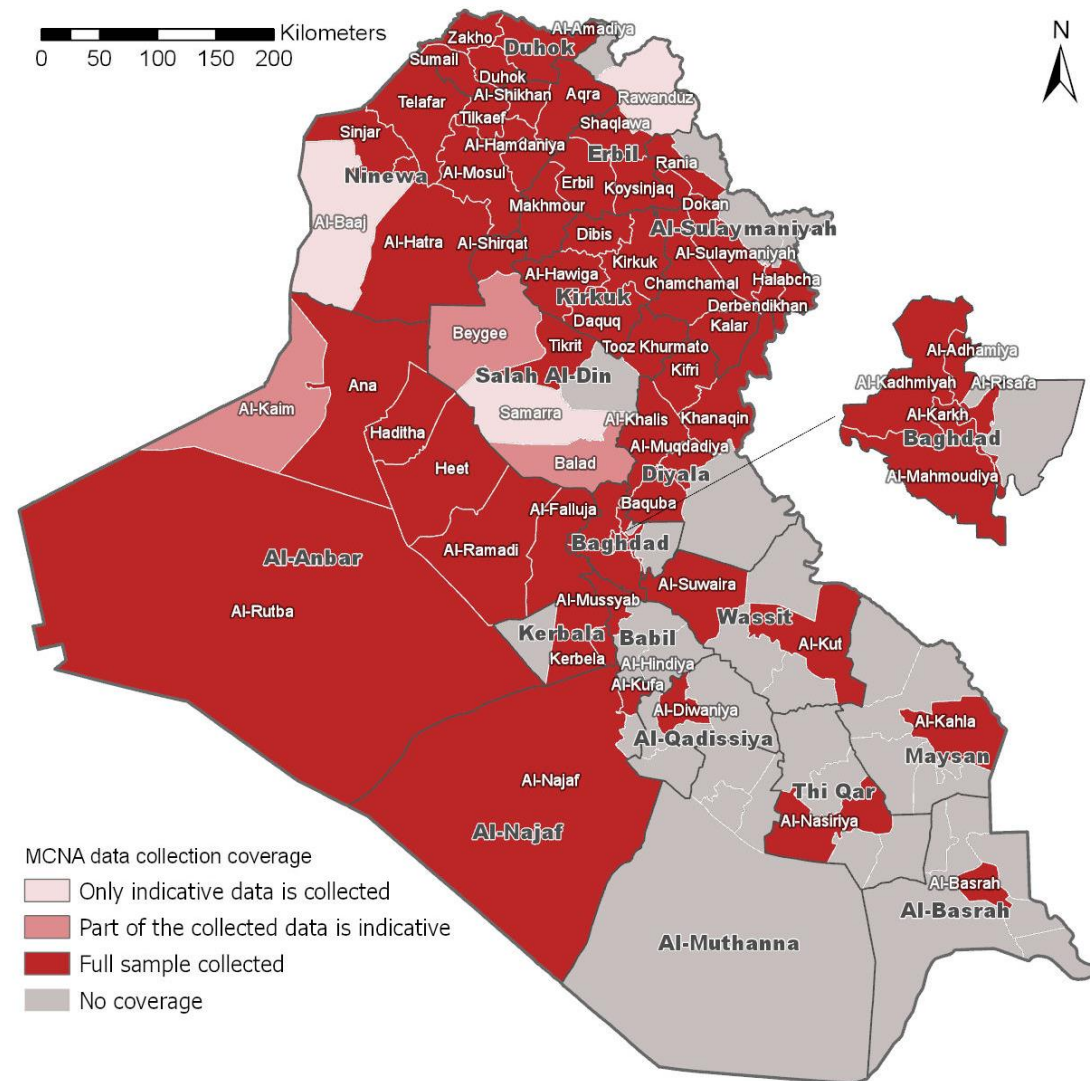 Kilometers
0 50 100 150 200
N
Al-Amadiya
Zakho
Duhok
Sumail
Duhok
Al-Shikhan
Aqra
Rawanduz
Telafar
Tilkaef
Shaqlawa
Sinjar
Al-Hamdaniya
Erbil
Rania
Ninewa
Al-Mosul
Erbil
Koysinjaq
Makhmour
Dokan
Al-Baaj
Dibis
Al-Sulaymaniyah
Al-Hatra
Al-Shirqat
Kirkuk
Al-Sulaymaniyah
Al-Hawiga
Chamchamal
Halabcha
Kirkuk
Derbendikhan
Daquq
Kalar
Beygee
Tikrit
Tooz Khurmato
Salah Al-Din
Kifri
Ana
Al-Kaim
Samarra
Al-Khalis
Khanaqin
Haditha
Al-Muqdadiya
Heet
Balad
Diyala
Al-Falluja
Baquba
Al-Ramadi
Baghdad
Al-Anbar
Al-Rutba
Al-Suwaira
Al-Mussyab
Wassit
Kerbala
Babil
Al-Kut
Kerbela
Al-Hindiya
Al-Kufa
Al-Diwaniya
Al-Qadissiya
Al-Kahla
Maysan
Al-Najaf
Al-Najaf
Thi Qar
Al-Nasiriya
Al-Basrah
Al-Basrah
Al-Muthanna
Al-Adhamiya
Al-Kadhmiyah
Al-Risafa
Al-Karkh
Baghdad
Al-Mahmoudiya
MCNA data collection coverage
Only indicative data is collected
Part of the collected data is indicative
Full sample collected
No coverage